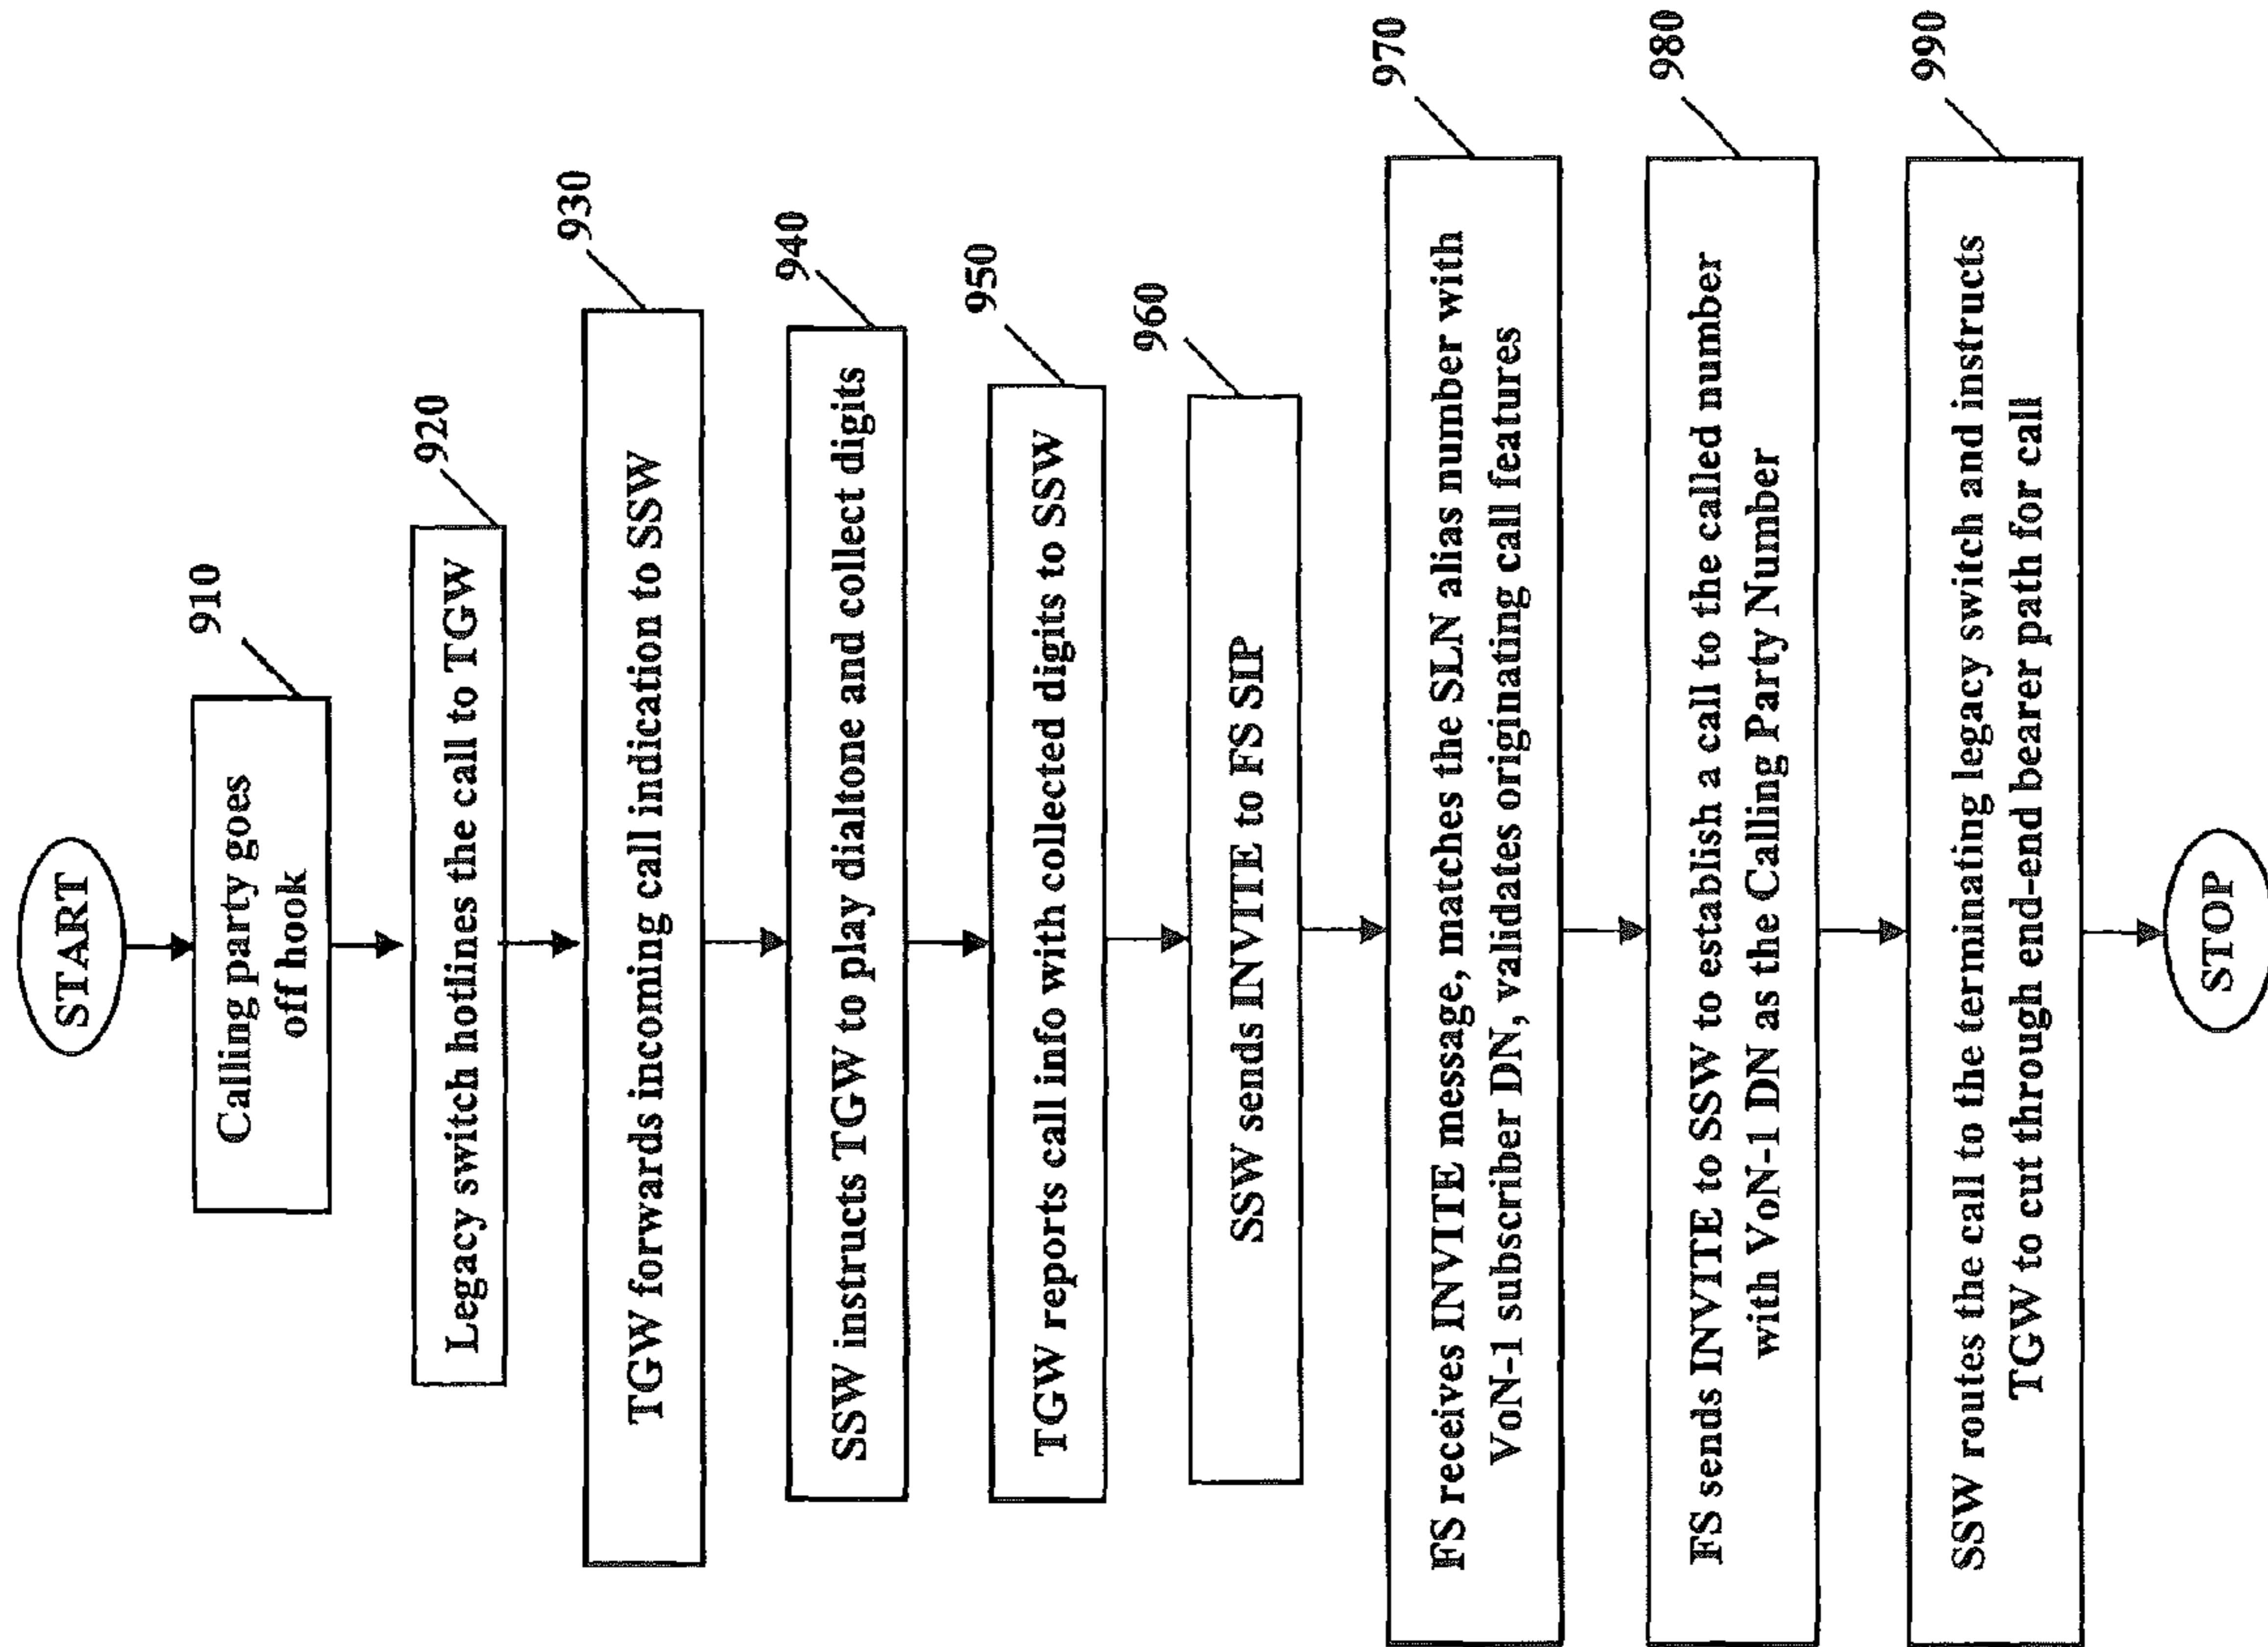 START
910
Calling party goes
off hook
920
Legacy switch hotlines the call to TGW
930
TGW forwards incoming call indication to SSW
940
SSW instructs TGW to play dialtone and collect digits
950
TGW reports call info with collected digits to SSW
960
SSW sends INVITE to FS SIP
970
FS receives INVITE message, matches the SLN alias number with
VoN-1 subscriber DN, validates originating call features
980
FS sends INVITE to SSW to establish a call to the called number
with VoN-1 DN as the Calling Party Number
990
SSW routes the call to the terminating legacy switch and instructs
TGW to cut through end-end bearer path for call
STOP